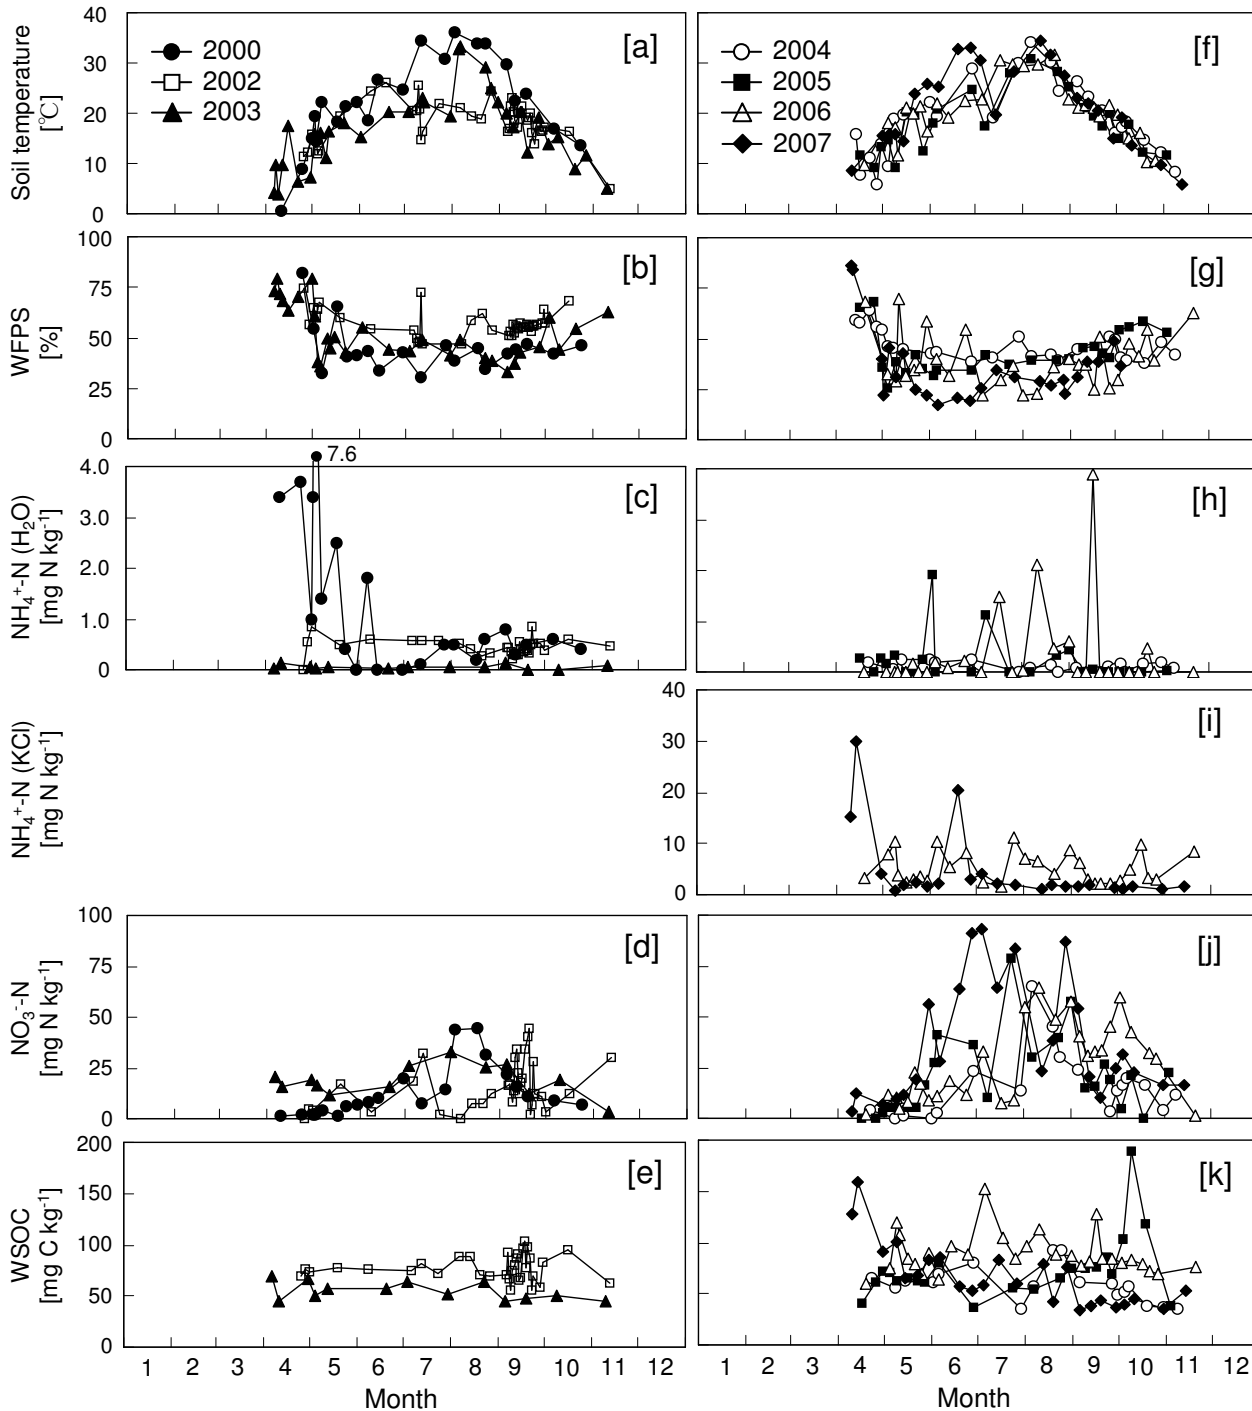 40
30
20
10
0
Soil temperature
[℃]
2000
2002
2003
[a]
2004
2005
2006
2007
[f]
100
75
50
25
0
WFPS
[%]
[b]
[g]
4.0
3.0
2.0
1.0
0
NH₄⁺-N (H₂O)
[mg N kg⁻¹]
7.6
[c]
[h]
NH₄⁺-N (KCl)
[mg N kg⁻¹]
40
30
20
10
0
[i]
100
75
50
25
0
NO₃⁻-N
[mg N kg⁻¹]
[d]
[j]
200
150
100
50
0
WSOC
[mg C kg⁻¹]
[e]
[k]
1 2 3 4 5 6 7 8 9 10 11 12
Month
1 2 3 4 5 6 7 8 9 10 11 12
Month